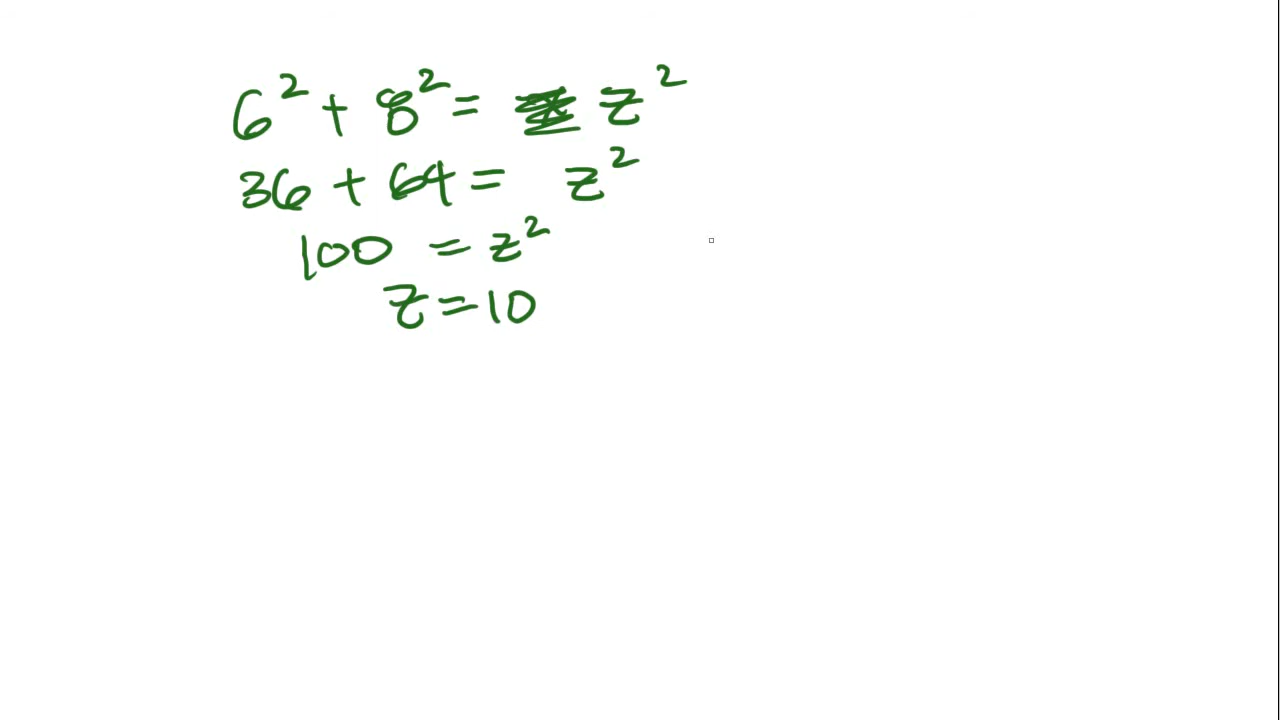 6² + 8² = z²
36 + 64 = z²
100 = z²
z = 10